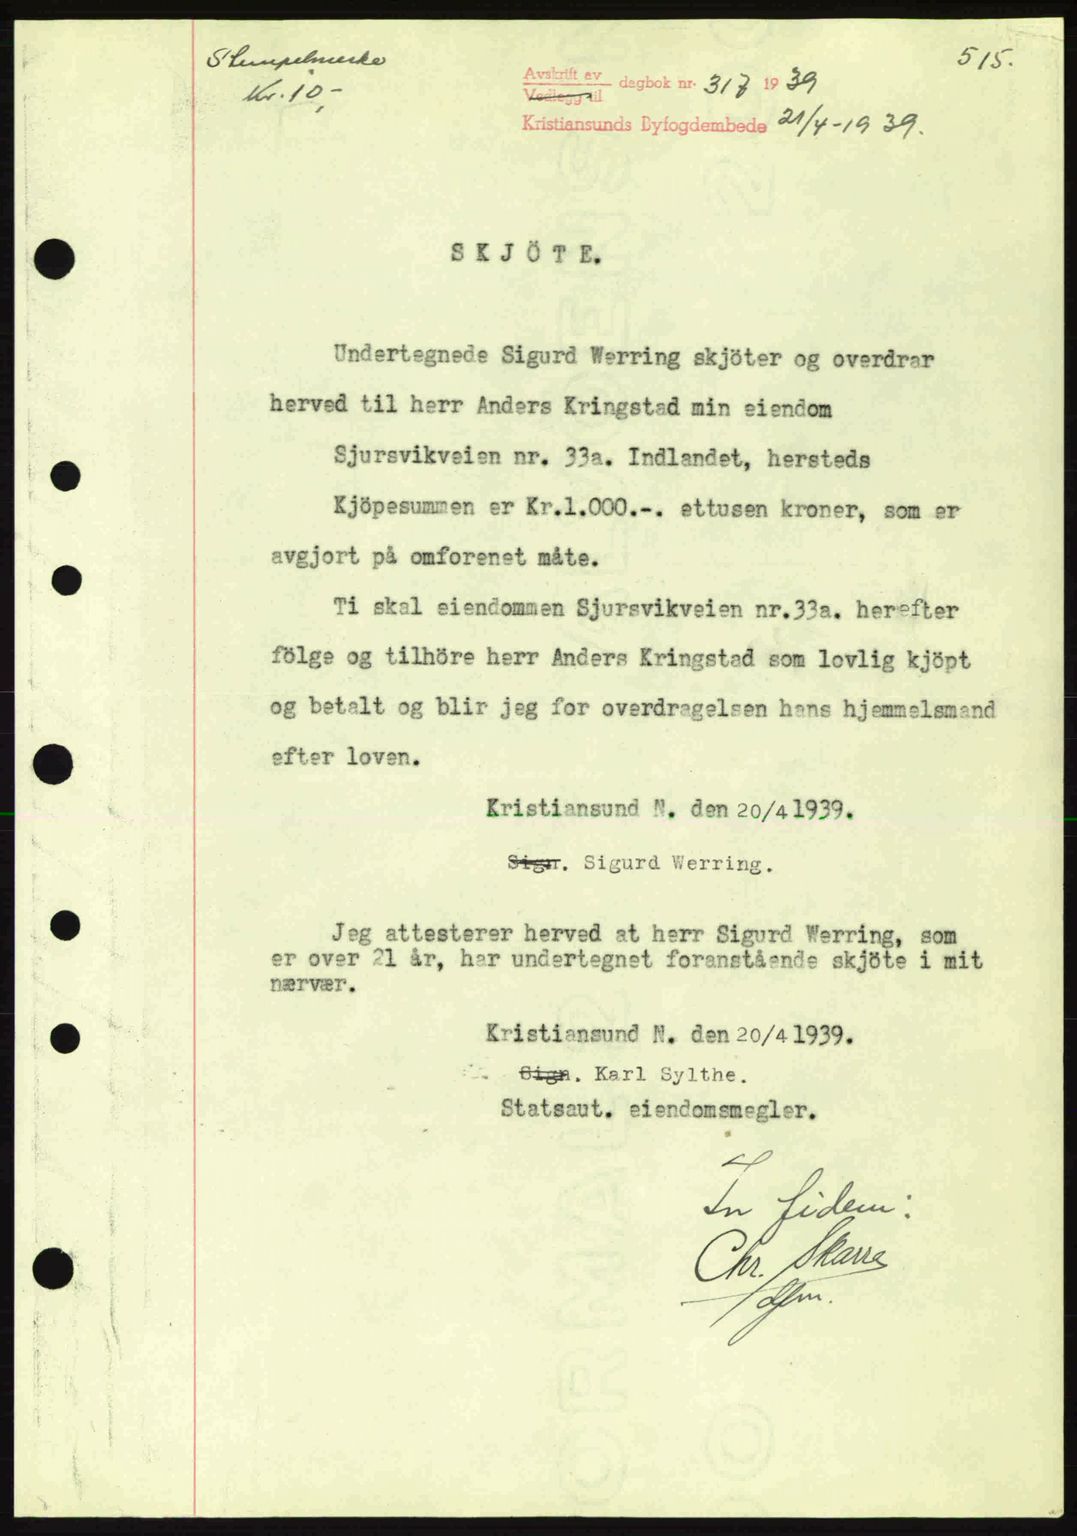 Stempelmerke
Kr. 10,-
515.
Avskrift av
Vedlegg til
dagbok nr. 317 1939
Kristiansunds Byfogdembede 21/4-1939.
SKJÖTE.
Undertegnede Sigurd Werring skjöter og overdrar
herved til herr Anders Kringstad min eiendom
Sjursvikveien nr. 33a. Indlandet, hersteds
Kjöpesummen er Kr.1.000.-. ettusen kroner, som er
avgjort på omforenet måte.
Ti skal eiendommen Sjursvikveien nr.33a. herefter
fölge og tilhöre herr Anders Kringstad som lovlig kjöpt
og betalt og blir jeg for overdragelsen hans hjemmelsmand
efter loven.
Kristiansund N. den 20/4 1939.
Sign. Sigurd Werring.
Jeg attesterer herved at herr Sigurd Werring, som
er over 21 år, har undertegnet foranstående skjöte i mit
nærvær.
Kristiansund N. den 20/4 1939.
Sign. Karl Sylthe.
Statsaut. eiendomsmegler.
In fidem:
Chr. Skarre